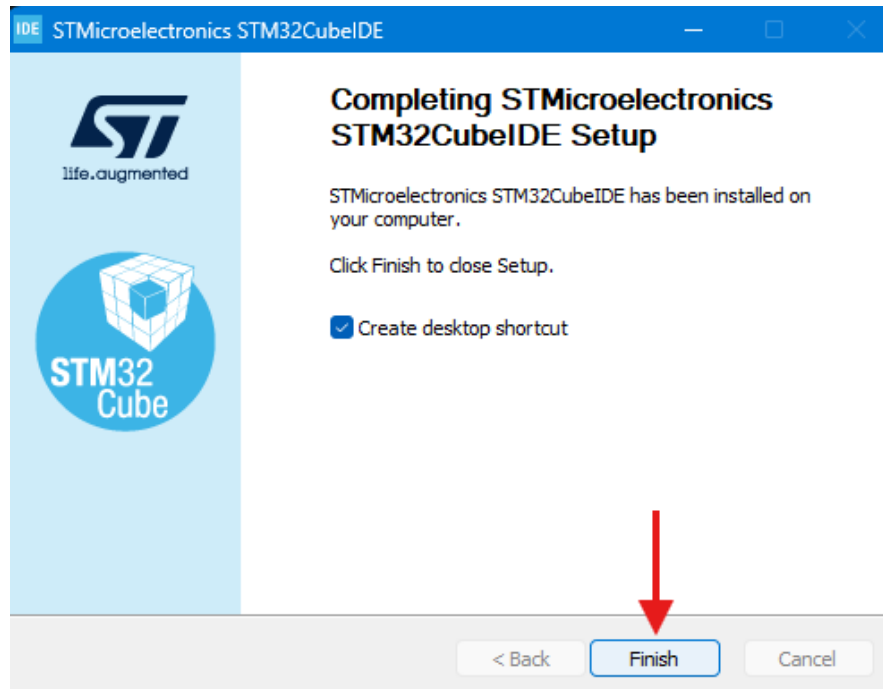 IDE STMicroelectronics STM32CubeIDE
life.augmented
STM32
Cube
Completing STMicroelectronics
STM32CubeIDE Setup
STMicroelectronics STM32CubeIDE has been installed on
your computer.
Click Finish to close Setup.
Create desktop shortcut
< Back Finish Cancel